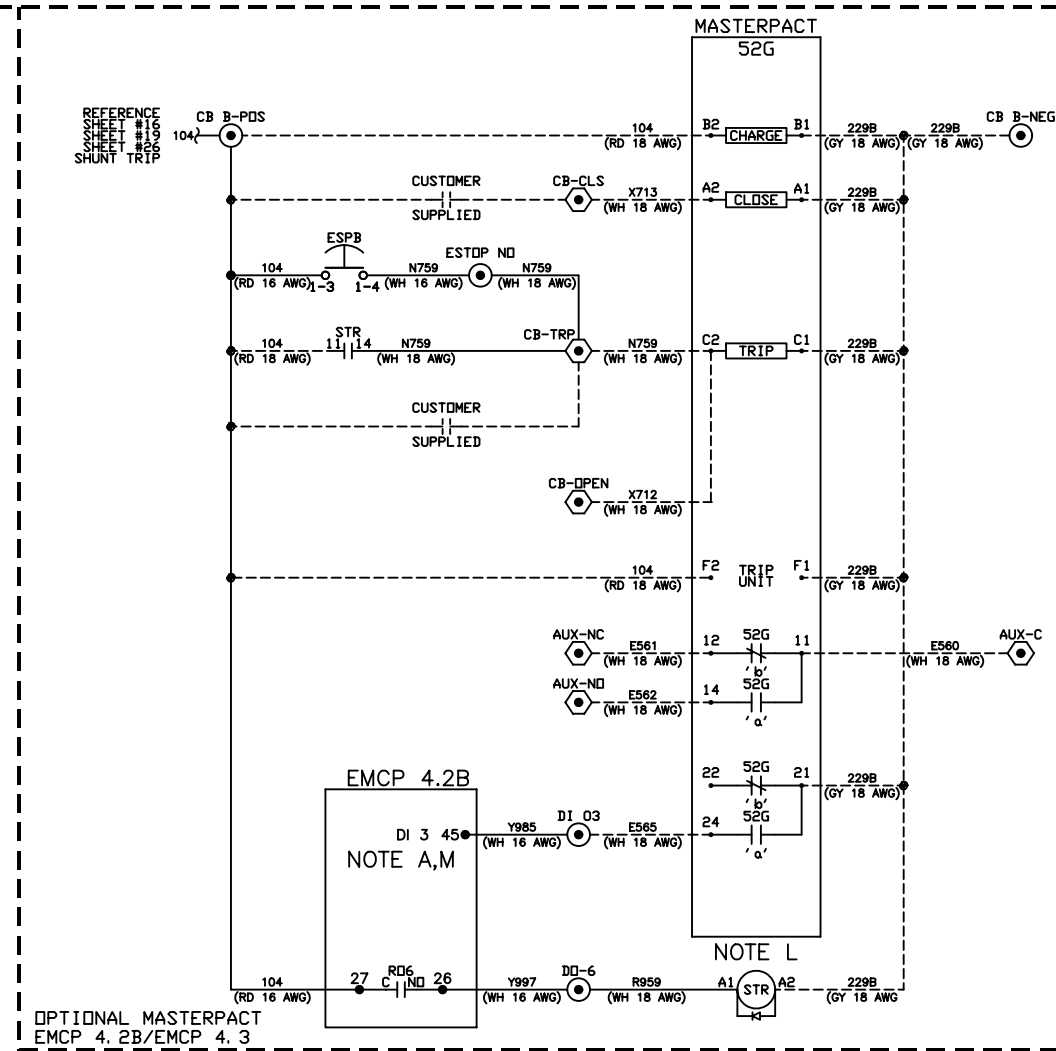 MASTERPACT
52G
REFERENCE
SHEET #16
SHEET #19
SHEET #26
SHUNT TRIP
104
CB B-POS
104
(RD 18 AWG)
B2
CHARGE
B1
229B
(GY 18 AWG)
229B
(GY 18 AWG)
CB B-NEG
CUSTOMER
SUPPLIED
CB-CLS
X713
(WH 18 AWG)
A2
CLOSE
A1
229B
(GY 18 AWG)
104
(RD 16 AWG)
ESPB
1-3
1-4
N759
(WH 16 AWG)
ESTOP NO
N759
(WH 18 AWG)
104
(RD 18 AWG)
STR
11
14
N759
(WH 18 AWG)
CB-TRP
N759
(WH 18 AWG)
C2
TRIP
C1
229B
(GY 18 AWG)
CUSTOMER
SUPPLIED
CB-OPEN
X712
(WH 18 AWG)
104
(RD 18 AWG)
F2
TRIP
UNIT
F1
229B
(GY 18 AWG)
AUX-NC
E561
(WH 18 AWG)
12
52G
'b'
11
E560
(WH 18 AWG)
AUX-C
AUX-NO
E562
(WH 18 AWG)
14
52G
'a'
22
52G
'b'
21
229B
(GY 18 AWG)
EMCP 4.2B
DI 3 45
NOTE A,M
Y985
(WH 16 AWG)
DI 03
E565
(WH 18 AWG)
24
52G
'a'
NOTE L
104
(RD 16 AWG)
27
RO6
C
NO
26
Y997
(WH 16 AWG)
DO-6
R959
(WH 18 AWG)
A1
STR
A2
229B
(GY 18 AWG
OPTIONAL MASTERPACT
EMCP 4.2B/EMCP 4.3